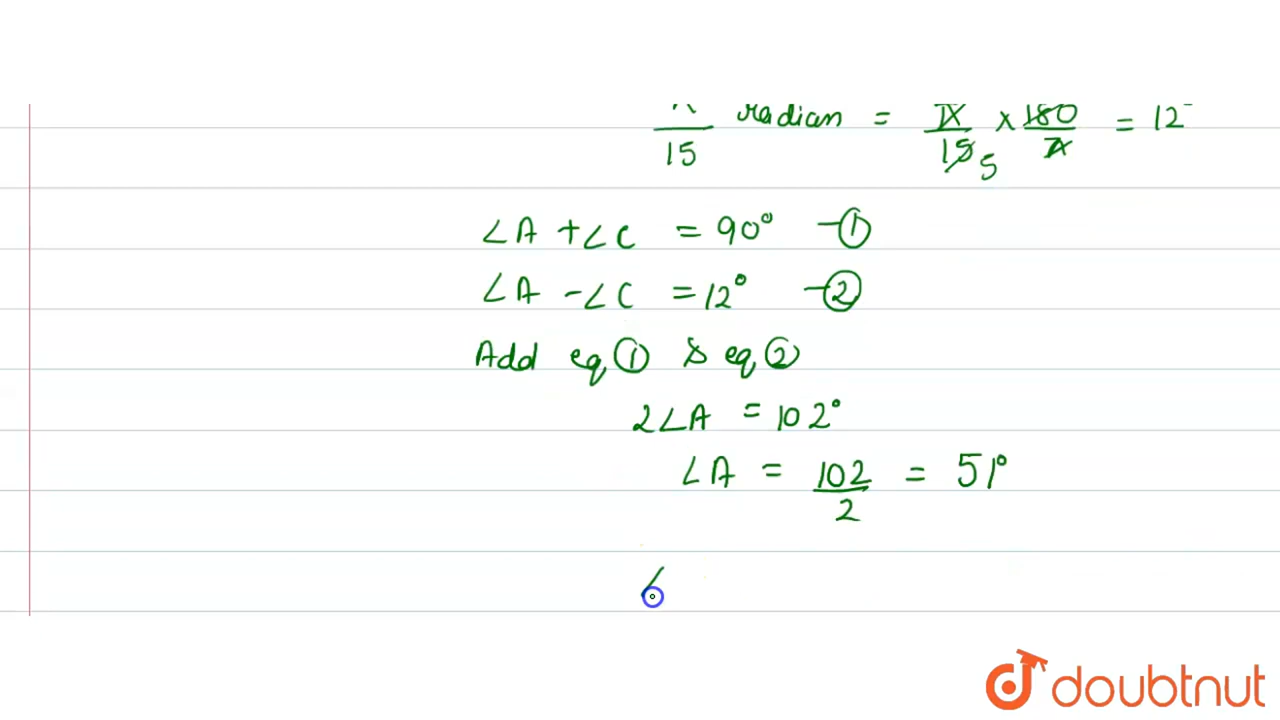 π/15 radian = π/15 5 × 180/π = 12°
∠A + ∠C = 90° –①
∠A – ∠C = 12° –②
Add eq ① & eq ②
2∠A = 102°
∠A = 102/2 = 51°
∠
doubtnut